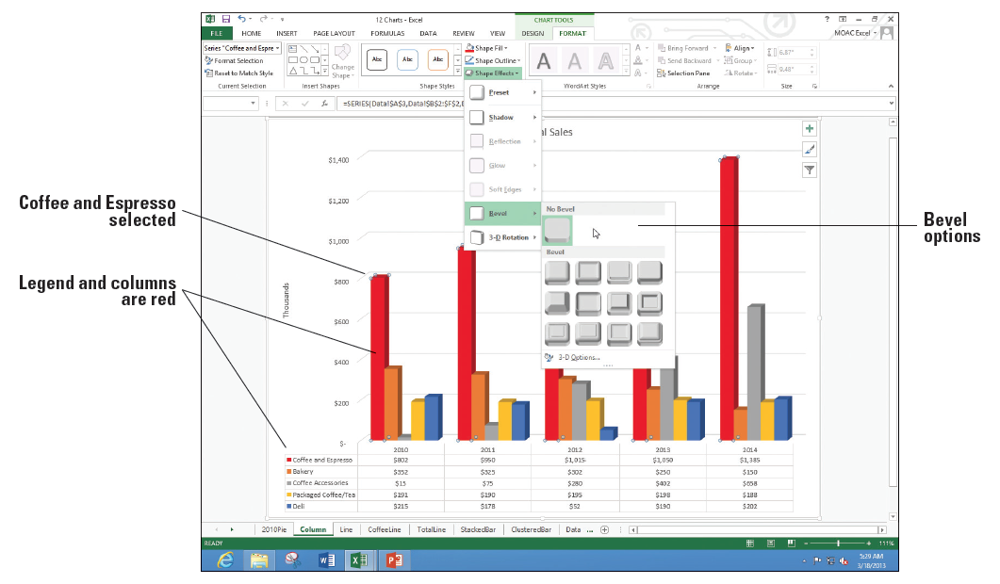 12 Charts - Excel
CHART TOOLS
FILE HOME INSERT PAGE LAYOUT FORMULAS DATA REVIEW VIEW DESIGN FORMAT
MOAC Excel
Series "Coffee and Espre
Format Selection
Reset to Match Style
Current Selection
Change
Shape
Insert Shapes
Abc Abc Abc
Shape Styles
Shape Fill
Shape Outline
Shape Effects
A A A
WordArt Styles
Bring Forward
Send Backward
Selection Pane
Align
Group
Rotate
Arrange
6.87"
9.48"
Size
=SERIES(Data!$A$3,Data!$B$2:$F$2,
Preset
Shadow
Reflection
Glow
Soft Edges
Bevel
3-D Rotation
No Bevel
Bevel
3-D Options...
al Sales
Coffee and Espresso
selected
Legend and columns
are red
Bevel
options
Thousands
$1,400
$1,200
$1,000
$800
$600
$400
$200
$-
2010 2011 2012 2013 2014
Coffee and Espresso $802 $950 $1,015 $1,050 $1,385
Bakery $352 $325 $302 $250 $150
Coffee Accessories $15 $75 $280 $402 $658
Packaged Coffee/Tea $191 $190 $195 $198 $188
Deli $215 $178 $52 $190 $202
2010Pie Column Line CoffeeLine TotalLine StackedBar ClusteredBar Data ...
READY
111%
5:39 AM
3/18/2013